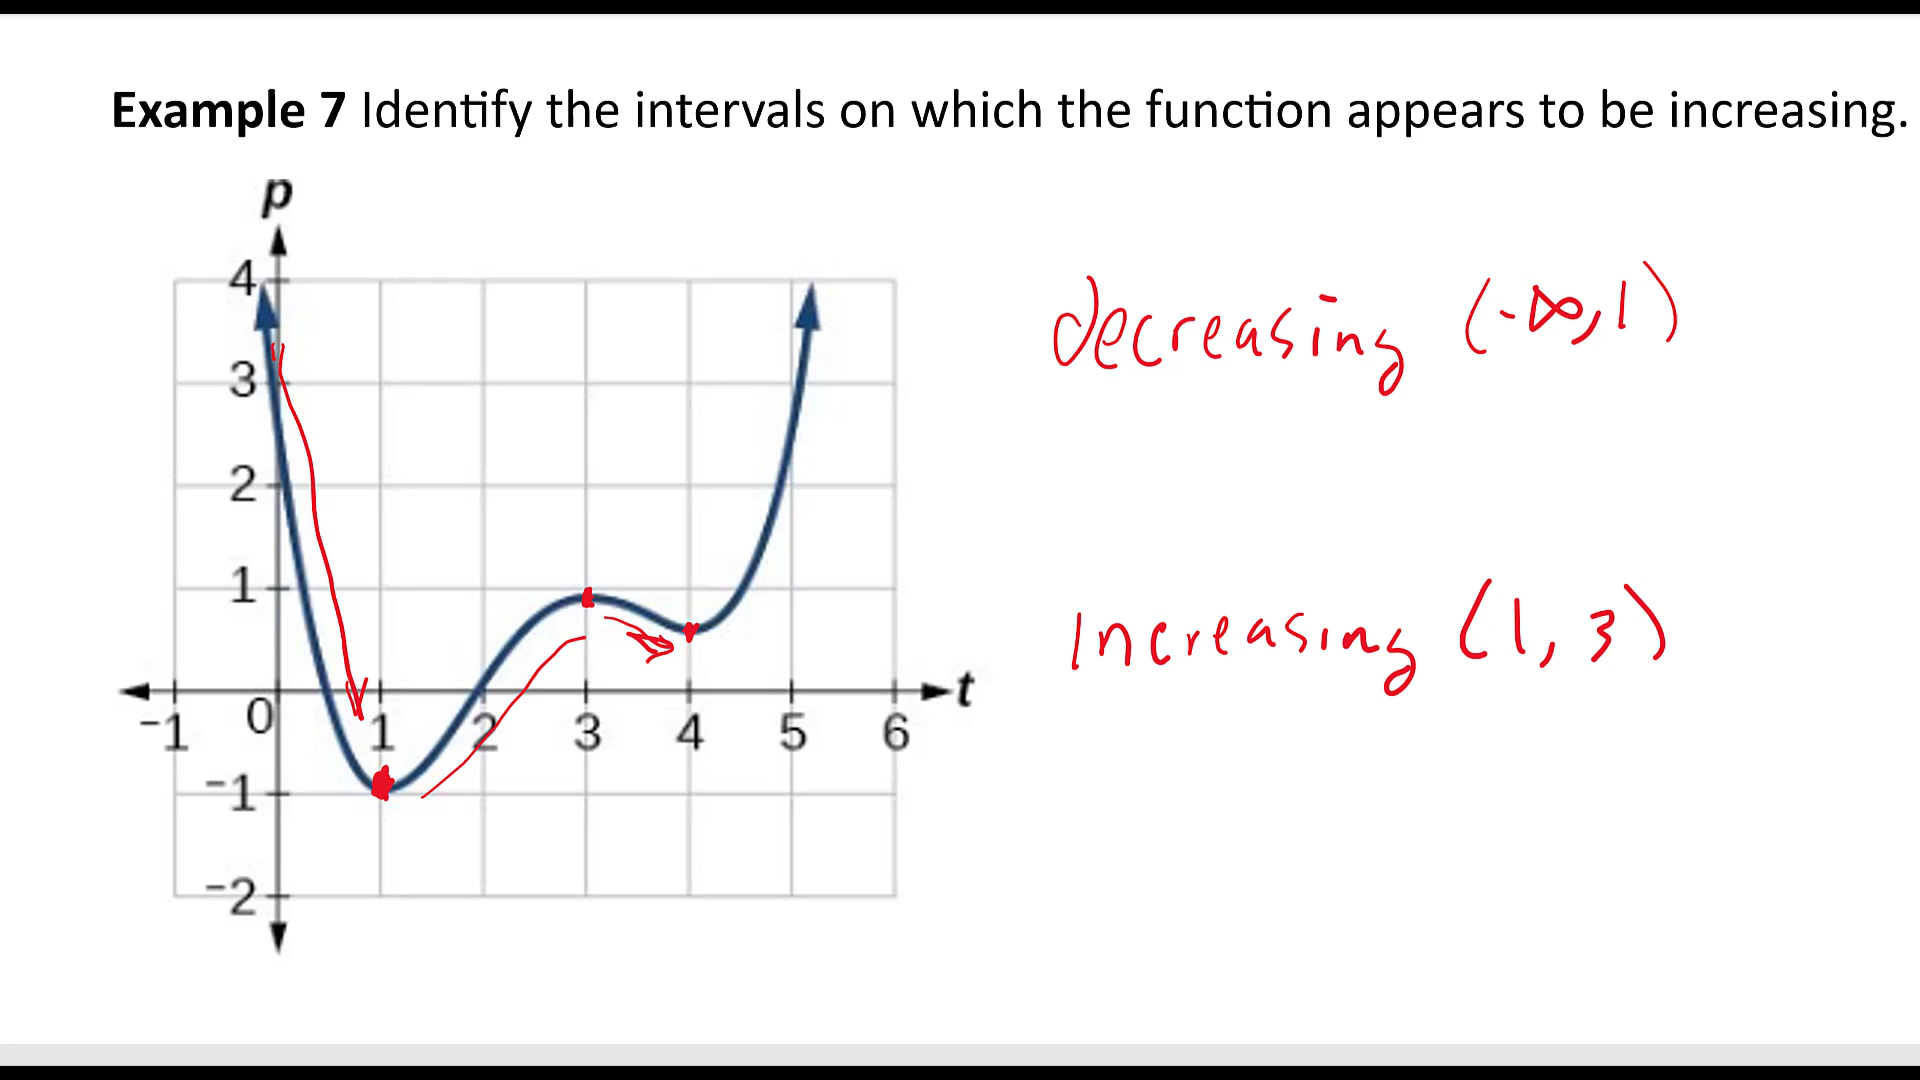 Example 7 Identify the intervals on which the function appears to be increasing.
p
4
3
2
1
-1 0 1 2 3 4 5 6 t
-1
-2
decreasing (-∞, 1)
Increasing (1, 3)